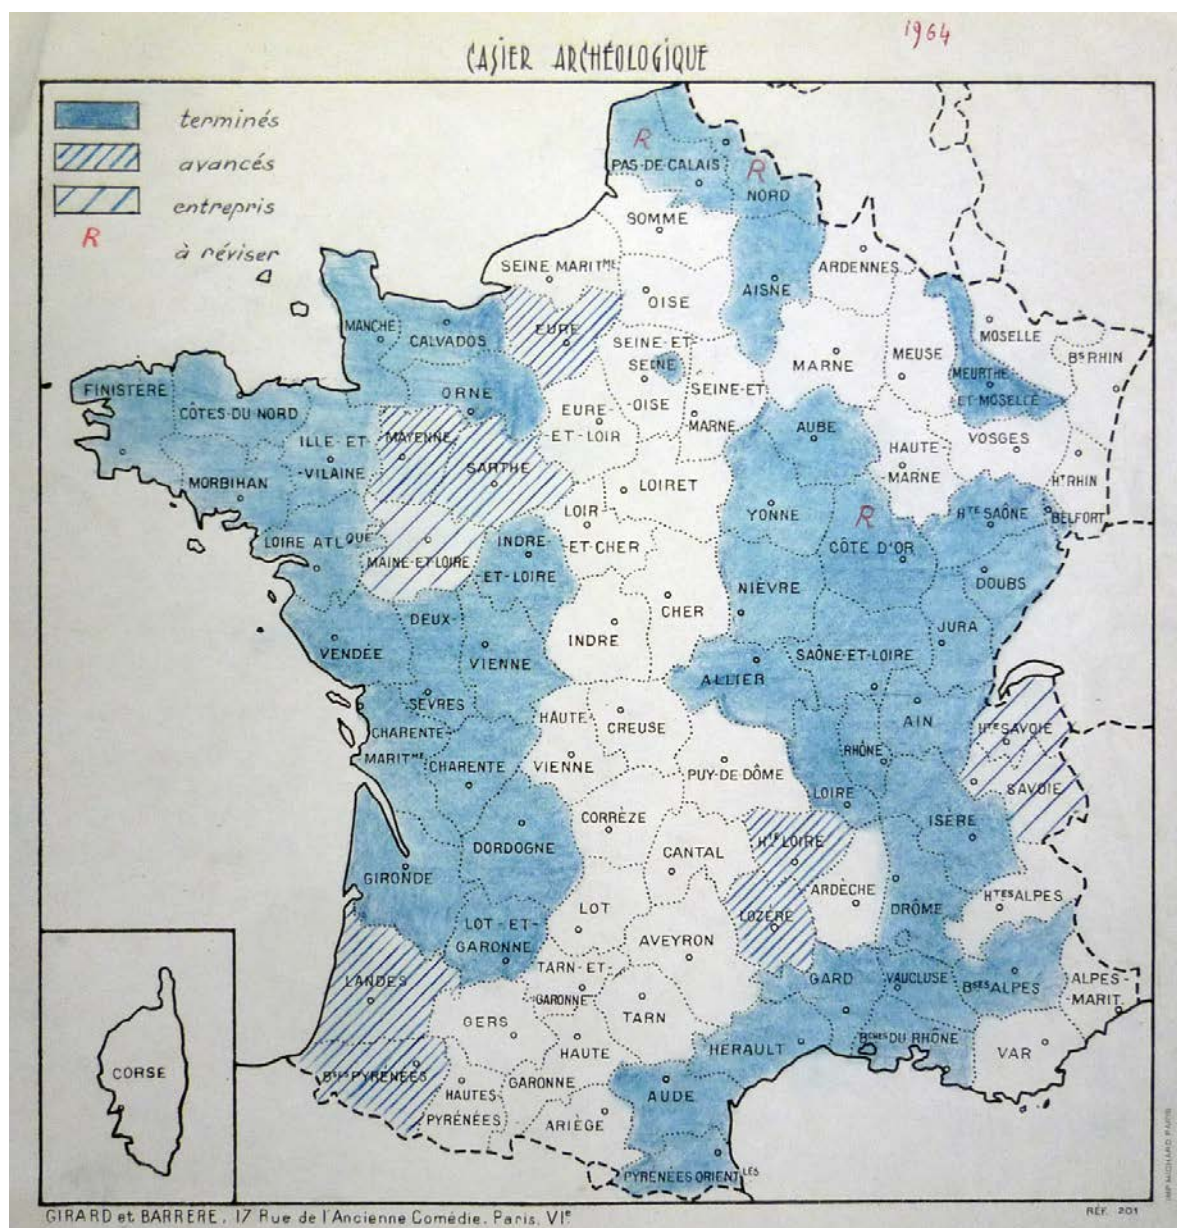 1964
CASIER ARCHÉOLOGIQUE
terminés
avancés
entrepris
R
à réviser
R
PAS-DE-CALAIS
R
NORD
SOMME
SEINE MARITME
ARDENNES
AISNE
OISE
MANCHE
CALVADOS
EURE
SEINE-ET-
SEINE
OISE
MARNE
MEUSE
MOSELLE
BS RHIN
MEURTHE
ET-MOSELLE
FINISTERE
CÔTES-DU NORD
ORNE
EURE-
ET-LOIR
SEINE-ET
MARNE
AUBE
HAUTE
MARNE
VOSGES
HT RHIN
ILLE-ET-
-VILAINE
MAYENNE
SARTHE
MORBIHAN
LOIRET
YONNE
R
CÔTE D'OR
HTE SAÔNE
BELFORT
LOIRE ATLQUE
MAINE-ET-LOIRE
INDRE
-ET-LOIRE
LOIR
ET-CHER
NIÈVRE
DOUBS
CHER
INDRE
VENDÉE
DEUX-
SÈVRES
VIENNE
JURA
SAÔNE-ET-LOIRE
ALLIER
AIN
HTE SAVOIE
SAVOIE
CHARENTE-
MARITME
CHARENTE
HAUTE-
VIENNE
CREUSE
PUY-DE-DÔME
RHÔNE
LOIRE
ISÈRE
CORRÈZE
DORDOGNE
CANTAL
HTE LOIRE
GIRONDE
ARDÈCHE
DRÔME
HTES ALPES
LOT-ET-
GARONNE
LOT
LOZÈRE
AVEYRON
LANDES
TARN-ET-
GARONNE
GARD
VAUCLUSE
BSES ALPES
ALPES-
MARIT.
GERS
TARN
HÉRAULT
BCHES DU RHÔNE
VAR
HAUTE
GARONNE
BSES PYRÉNÉES
HAUTES-
PYRÉNÉES
ARIÈGE
AUDE
PYRÉNÉES ORIENTLES
CORSE
GIRARD et BARRÈRE. 17 Rue de l'Ancienne Comédie. Paris. VIe
RÉF. 201
IMP MICHARD PARIS